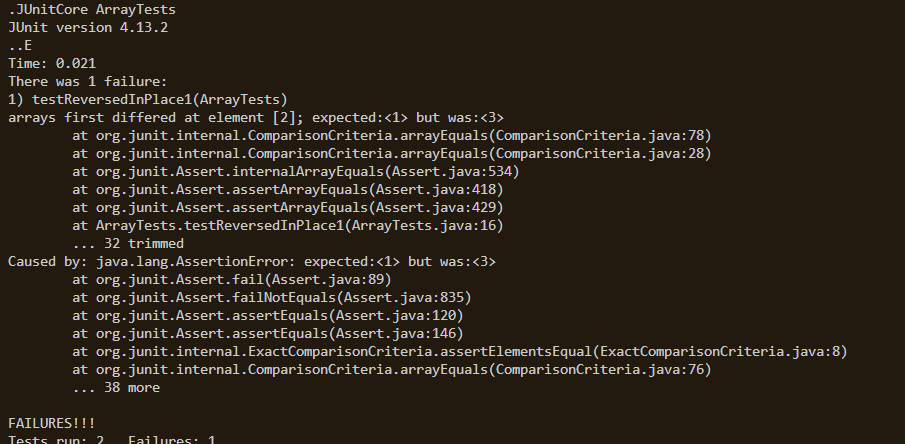 .JUnitCore ArrayTests
JUnit version 4.13.2
..E
Time: 0.021
There was 1 failure:
1) testReversedInPlace1(ArrayTests)
arrays first differed at element [2]; expected:<1> but was:<3>
        at org.junit.internal.ComparisonCriteria.arrayEquals(ComparisonCriteria.java:78)
        at org.junit.internal.ComparisonCriteria.arrayEquals(ComparisonCriteria.java:28)
        at org.junit.Assert.internalArrayEquals(Assert.java:534)
        at org.junit.Assert.assertArrayEquals(Assert.java:418)
        at org.junit.Assert.assertArrayEquals(Assert.java:429)
        at ArrayTests.testReversedInPlace1(ArrayTests.java:16)
        ... 32 trimmed
Caused by: java.lang.AssertionError: expected:<1> but was:<3>
        at org.junit.Assert.fail(Assert.java:89)
        at org.junit.Assert.failNotEquals(Assert.java:835)
        at org.junit.Assert.assertEquals(Assert.java:120)
        at org.junit.Assert.assertEquals(Assert.java:146)
        at org.junit.internal.ExactComparisonCriteria.assertElementsEqual(ExactComparisonCriteria.java:8)
        at org.junit.internal.ComparisonCriteria.arrayEquals(ComparisonCriteria.java:76)
        ... 38 more

FAILURES!!!
Tests run: 2,  Failures: 1